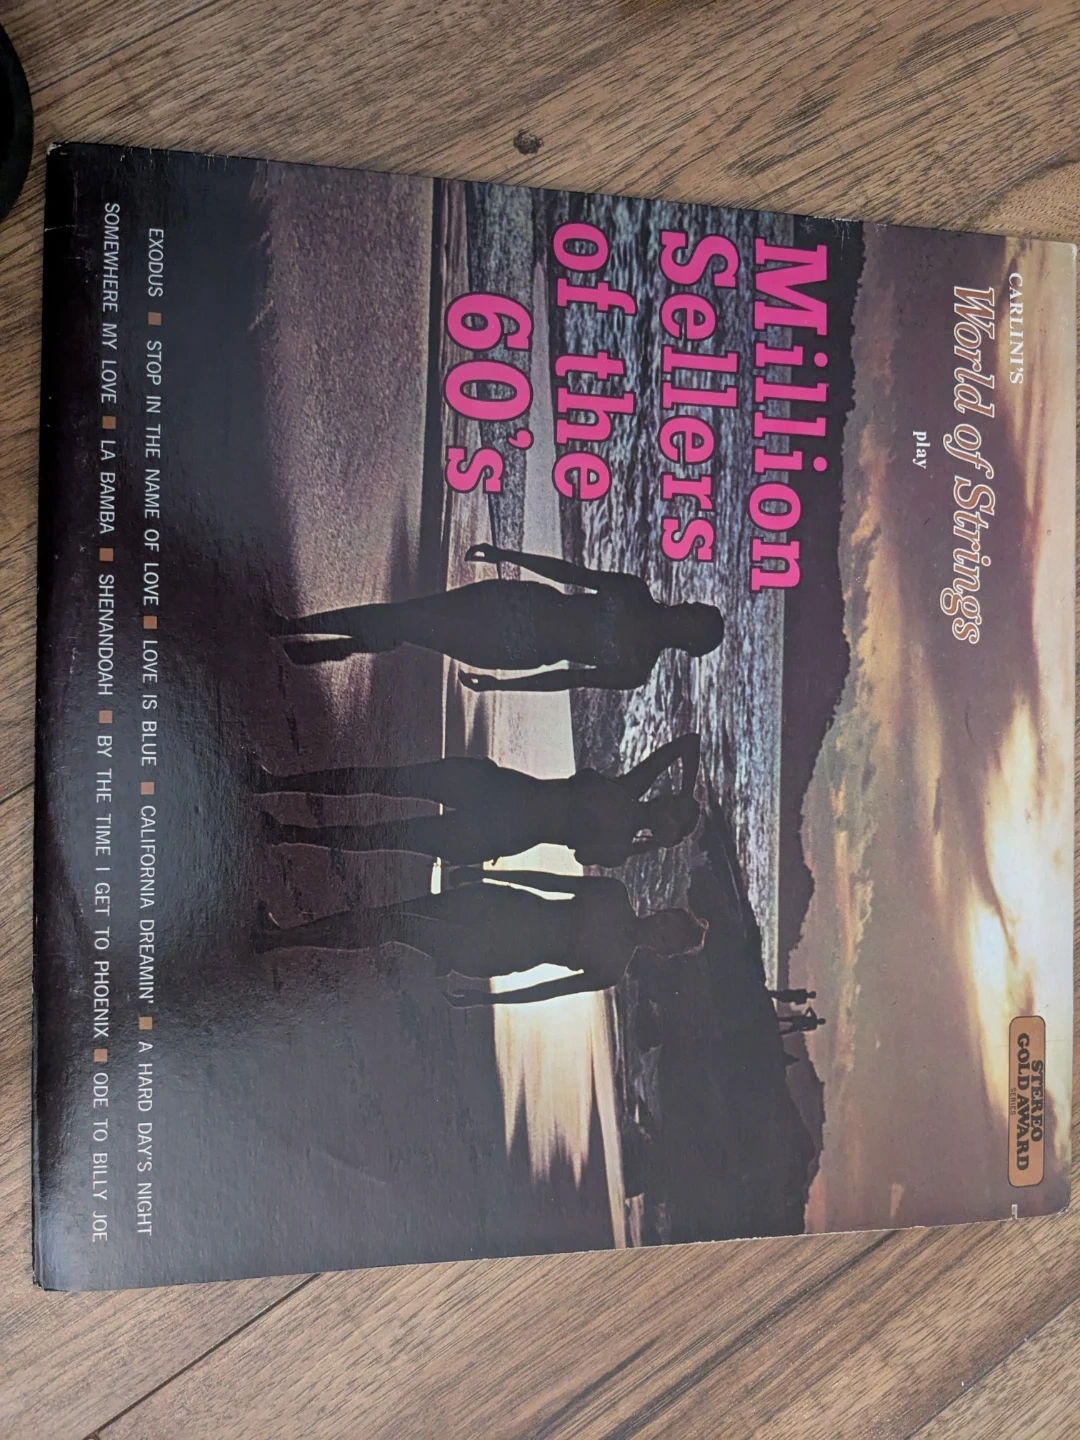 CARLINI'S
World of Strings
play
STEREO
GOLD AWARD
SERIES
Million
Sellers
of the
60's
EXODUS ■ STOP IN THE NAME OF LOVE ■ LOVE IS BLUE ■ CALIFORNIA DREAMIN' ■ A HARD DAY'S NIGHT
SOMEWHERE MY LOVE ■ LA BAMBA ■ SHENANDOAH ■ BY THE TIME I GET TO PHOENIX ■ ODE TO BILLY JOE